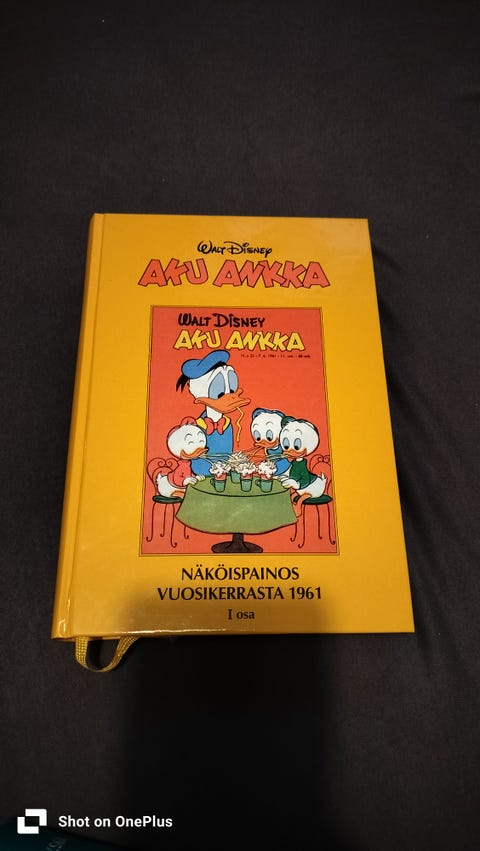 Walt Disney
AKU ANKKA
WALT DISNEY
AKU ANKKA
NÄKÖISPAINOS
VUOSIKERRASTA 1961
I osa
Shot on OnePlus